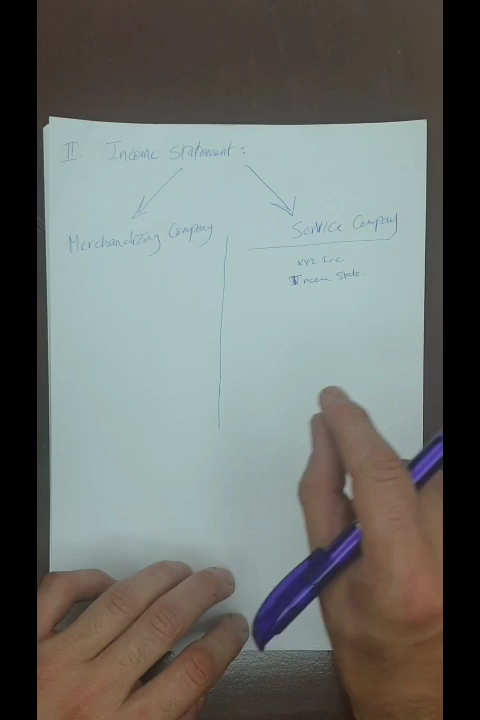 II Income Statement:
Merchandizing Company
Service Company
XYZ Inc
Income State